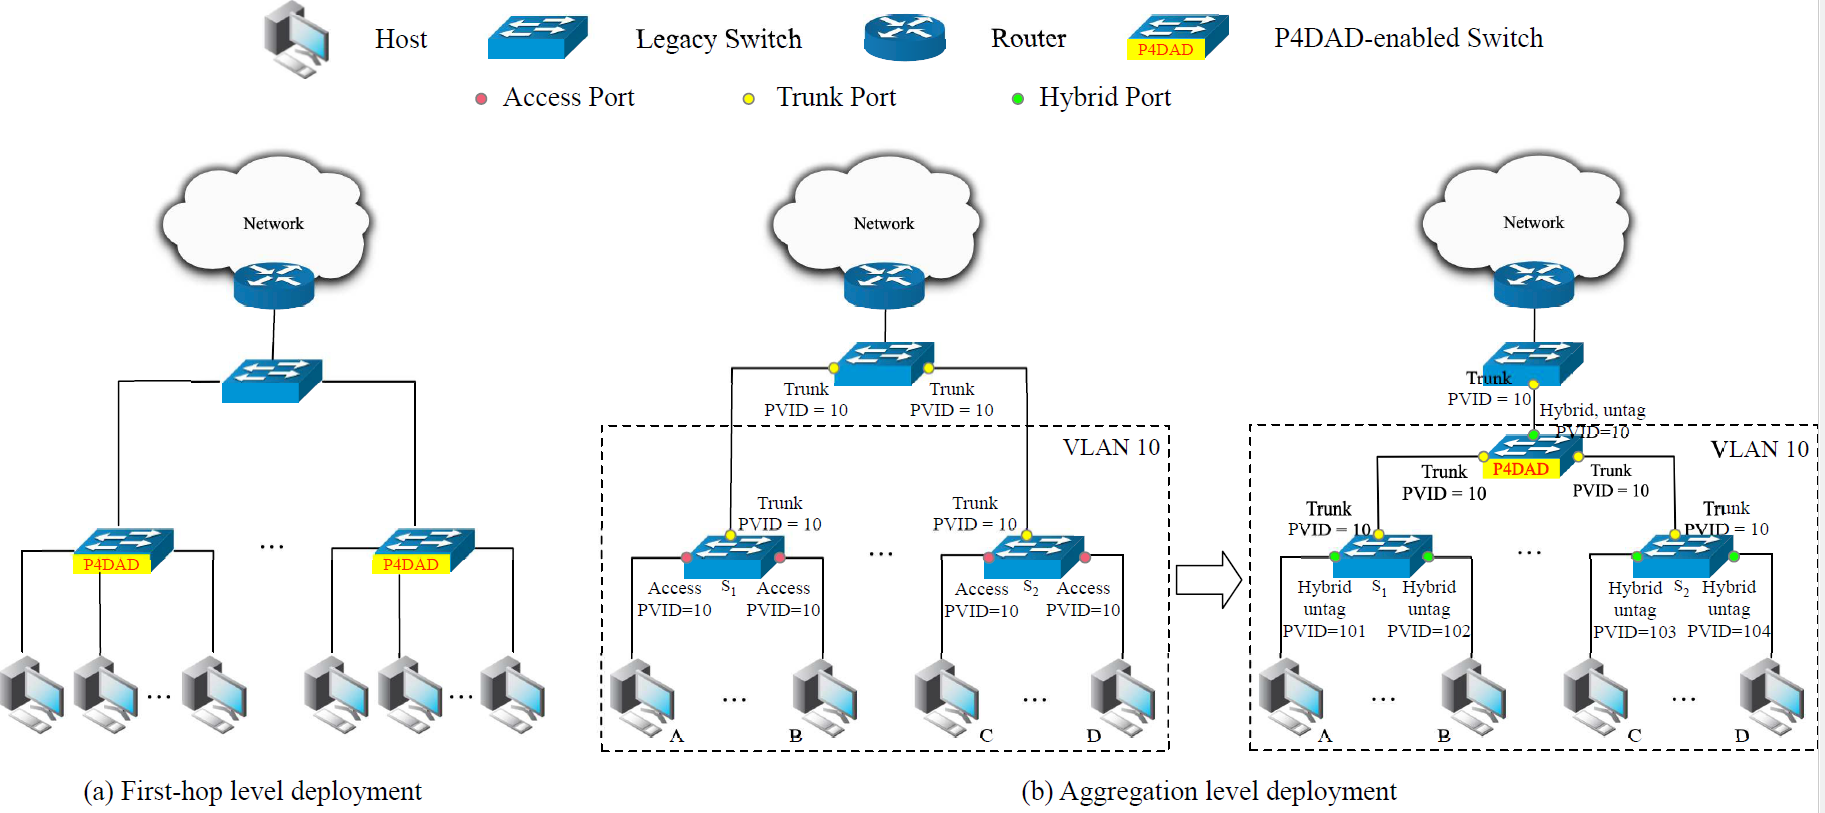 Host
Legacy Switch
Router
P4DAD
P4DAD-enabled Switch
Access Port
Trunk Port
Hybrid Port
Network
P4DAD
...
P4DAD
...
...
(a) First-hop level deployment
Network
Trunk
PVID = 10
Trunk
PVID = 10
VLAN 10
Trunk
PVID = 10
Trunk
PVID = 10
...
Access
PVID=10
S1
Access
PVID=10
Access
PVID=10
S2
Access
PVID=10
...
...
A
B
C
D
Network
Trunk
PVID = 10
Hybrid, untag
PVID=10
VLAN 10
P4DAD
Trunk
PVID = 10
Trunk
PVID = 10
Trunk
PVID = 10
Trunk
PVID = 10
...
Hybrid
untag
PVID=101
S1
Hybrid
untag
PVID=102
Hybrid
untag
PVID=103
S2
Hybrid
untag
PVID=104
...
...
A
B
C
D
(b) Aggregation level deployment